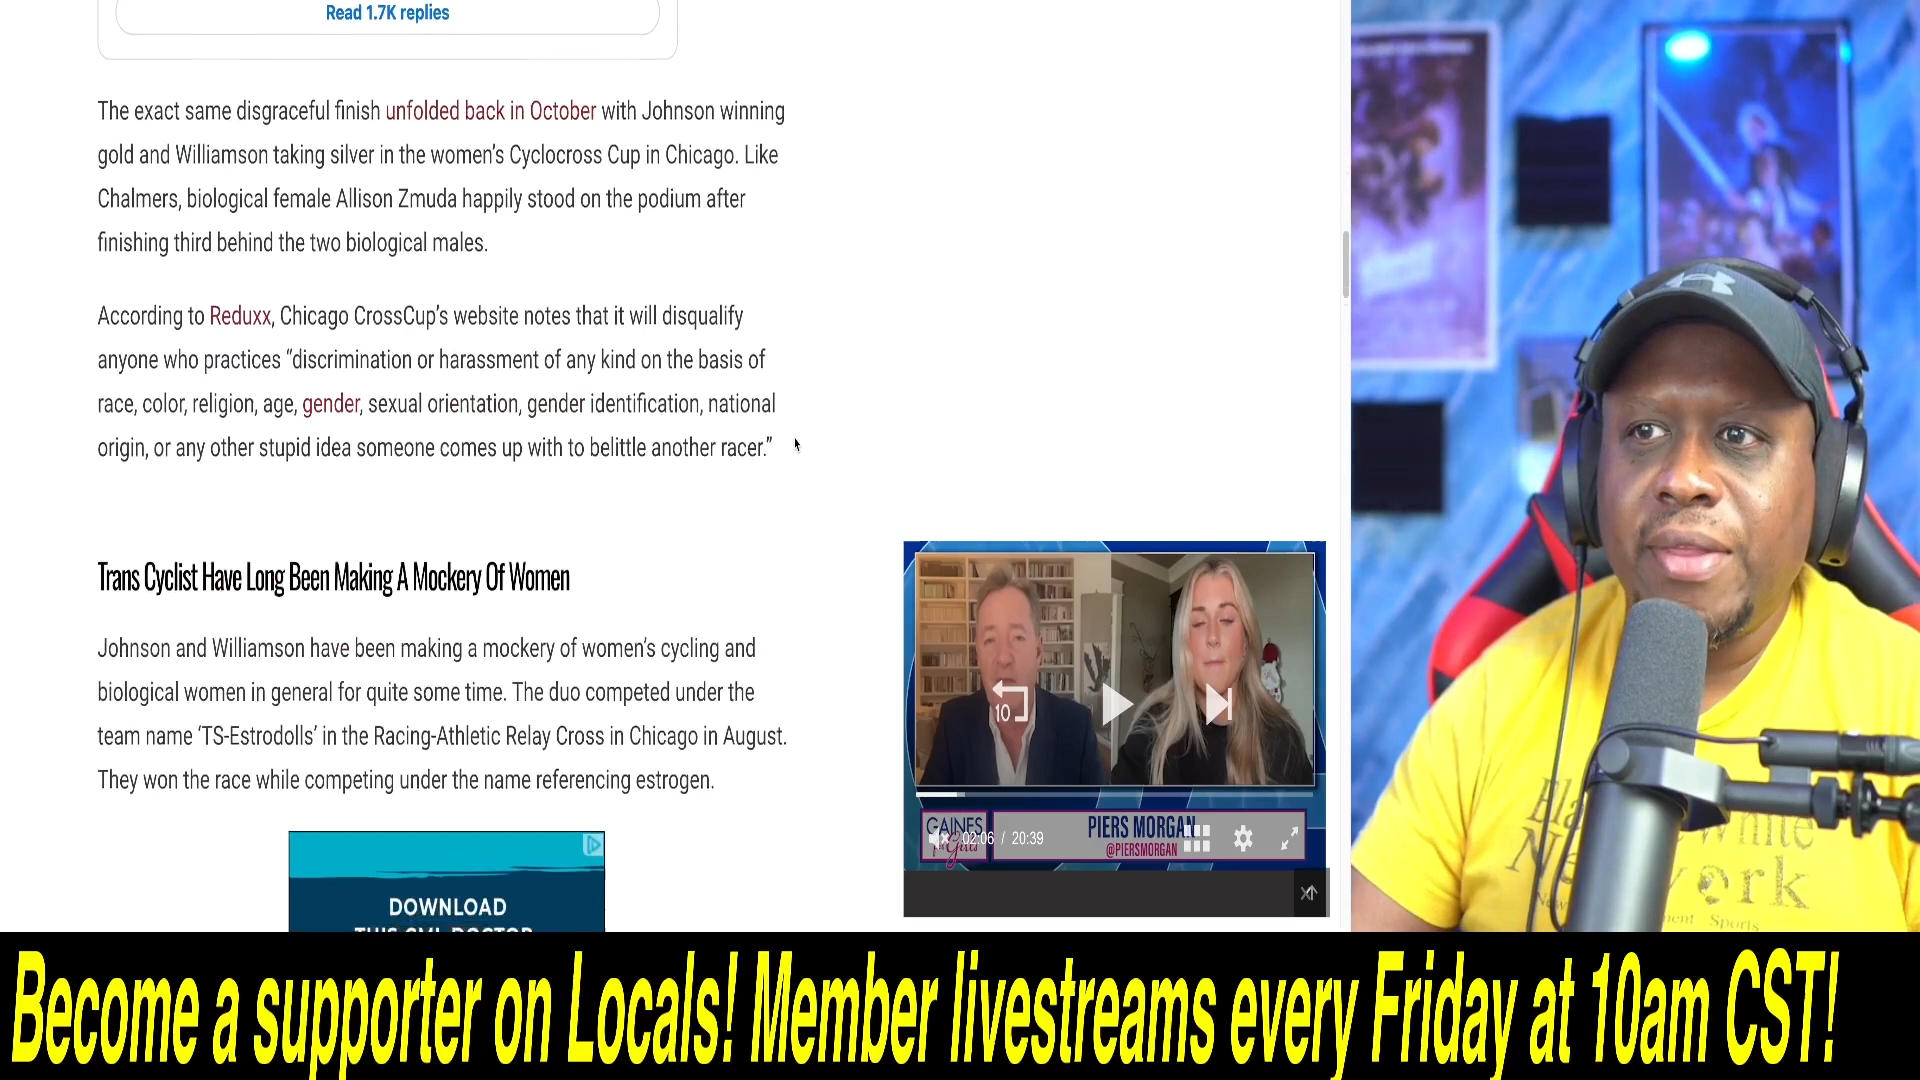 Read 1.7K replies
The exact same disgraceful finish unfolded back in October with Johnson winning
gold and Williamson taking silver in the women's Cyclocross Cup in Chicago. Like
Chalmers, biological female Allison Zmuda happily stood on the podium after
finishing third behind the two biological males.
According to Reduxx, Chicago CrossCup's website notes that it will disqualify
anyone who practices “discrimination or harassment of any kind on the basis of
race, color, religion, age, gender, sexual orientation, gender identification, national
origin, or any other stupid idea someone comes up with to belittle another racer.”
Trans Cyclist Have Long Been Making A Mockery Of Women
Johnson and Williamson have been making a mockery of women's cycling and
biological women in general for quite some time. The duo competed under the
team name ‘TS-Estrodolls’ in the Racing-Athletic Relay Cross in Chicago in August.
They won the race while competing under the name referencing estrogen.
DOWNLOAD
10
GAINES
for Girls
02:06 / 20:39
PIERS MORGAN
@PIERSMORGAN
White
Sports
Become a supporter on Locals! Member livestreams every Friday at 10am CST!